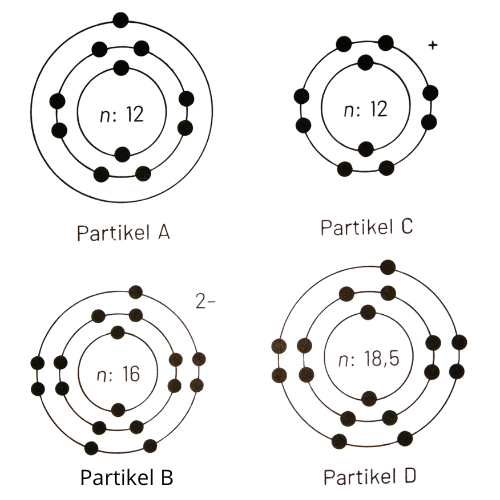 n: 12
Partikel A
+
n: 12
Partikel C
2–
n: 16
Partikel B
n: 18,5
Partikel D